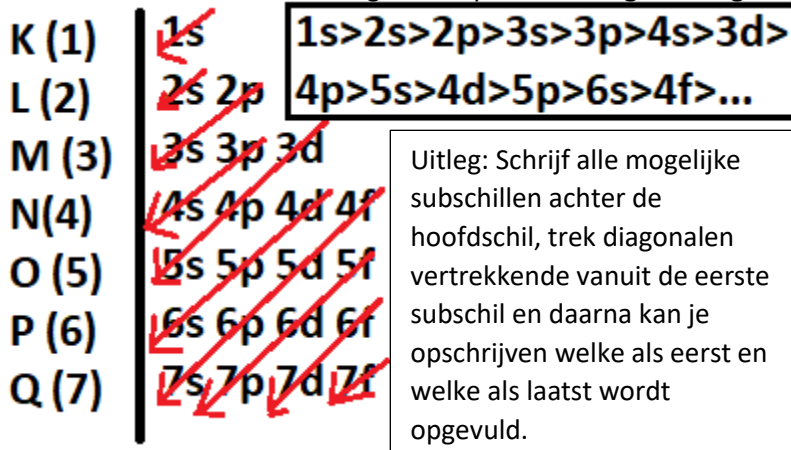 K (1) 1s
L (2) 2s 2p
M (3) 3s 3p 3d
N(4) 4s 4p 4d 4f
O (5) 5s 5p 5d 5f
P (6) 6s 6p 6d 6f
Q (7) 7s 7p 7d 7f
1s>2s>2p>3s>3p>4s>3d>
4p>5s>4d>5p>6s>4f>...
Uitleg: Schrijf alle mogelijke
subschillen achter de
hoofdschil, trek diagonalen
vertrekkende vanuit de eerste
subschil en daarna kan je
opschrijven welke als eerst en
welke als laatst wordt
opgevuld.